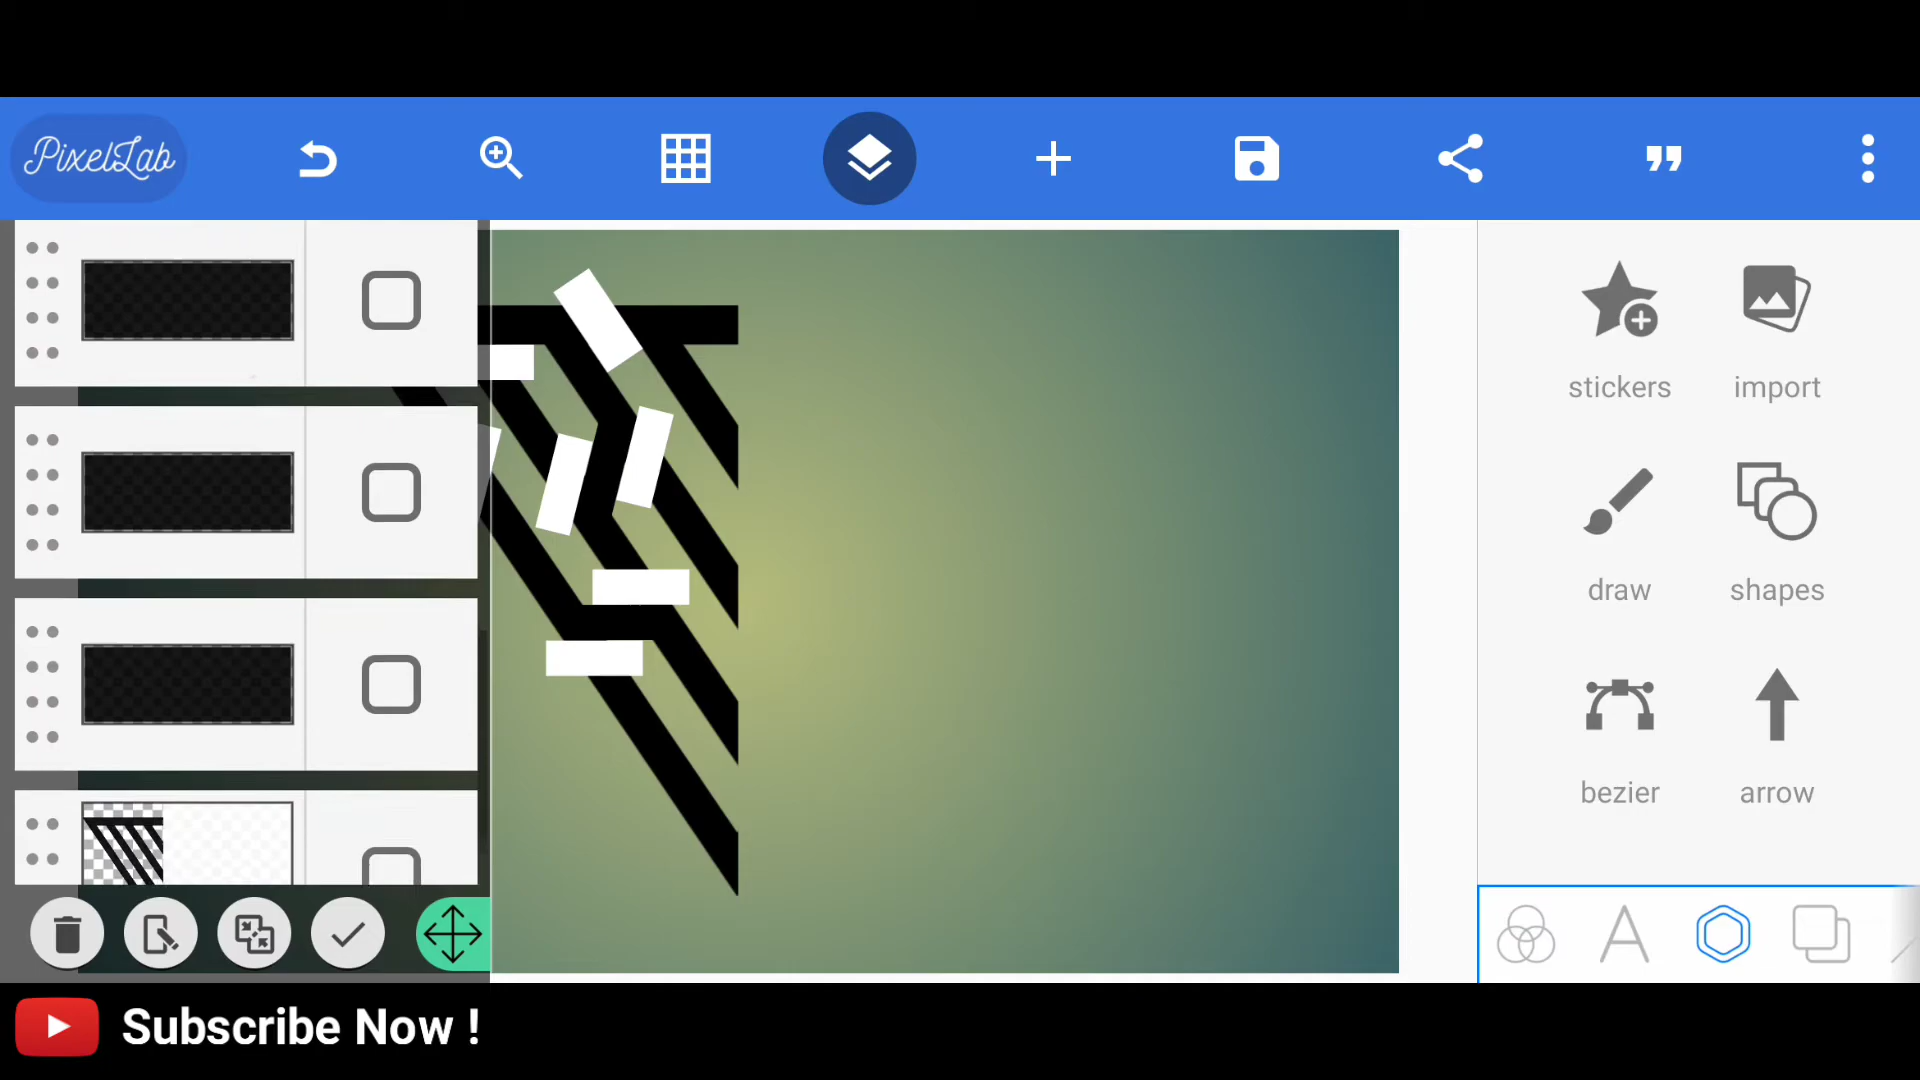 PixelLab
stickers
import
draw
shapes
bezier
arrow
Subscribe Now !